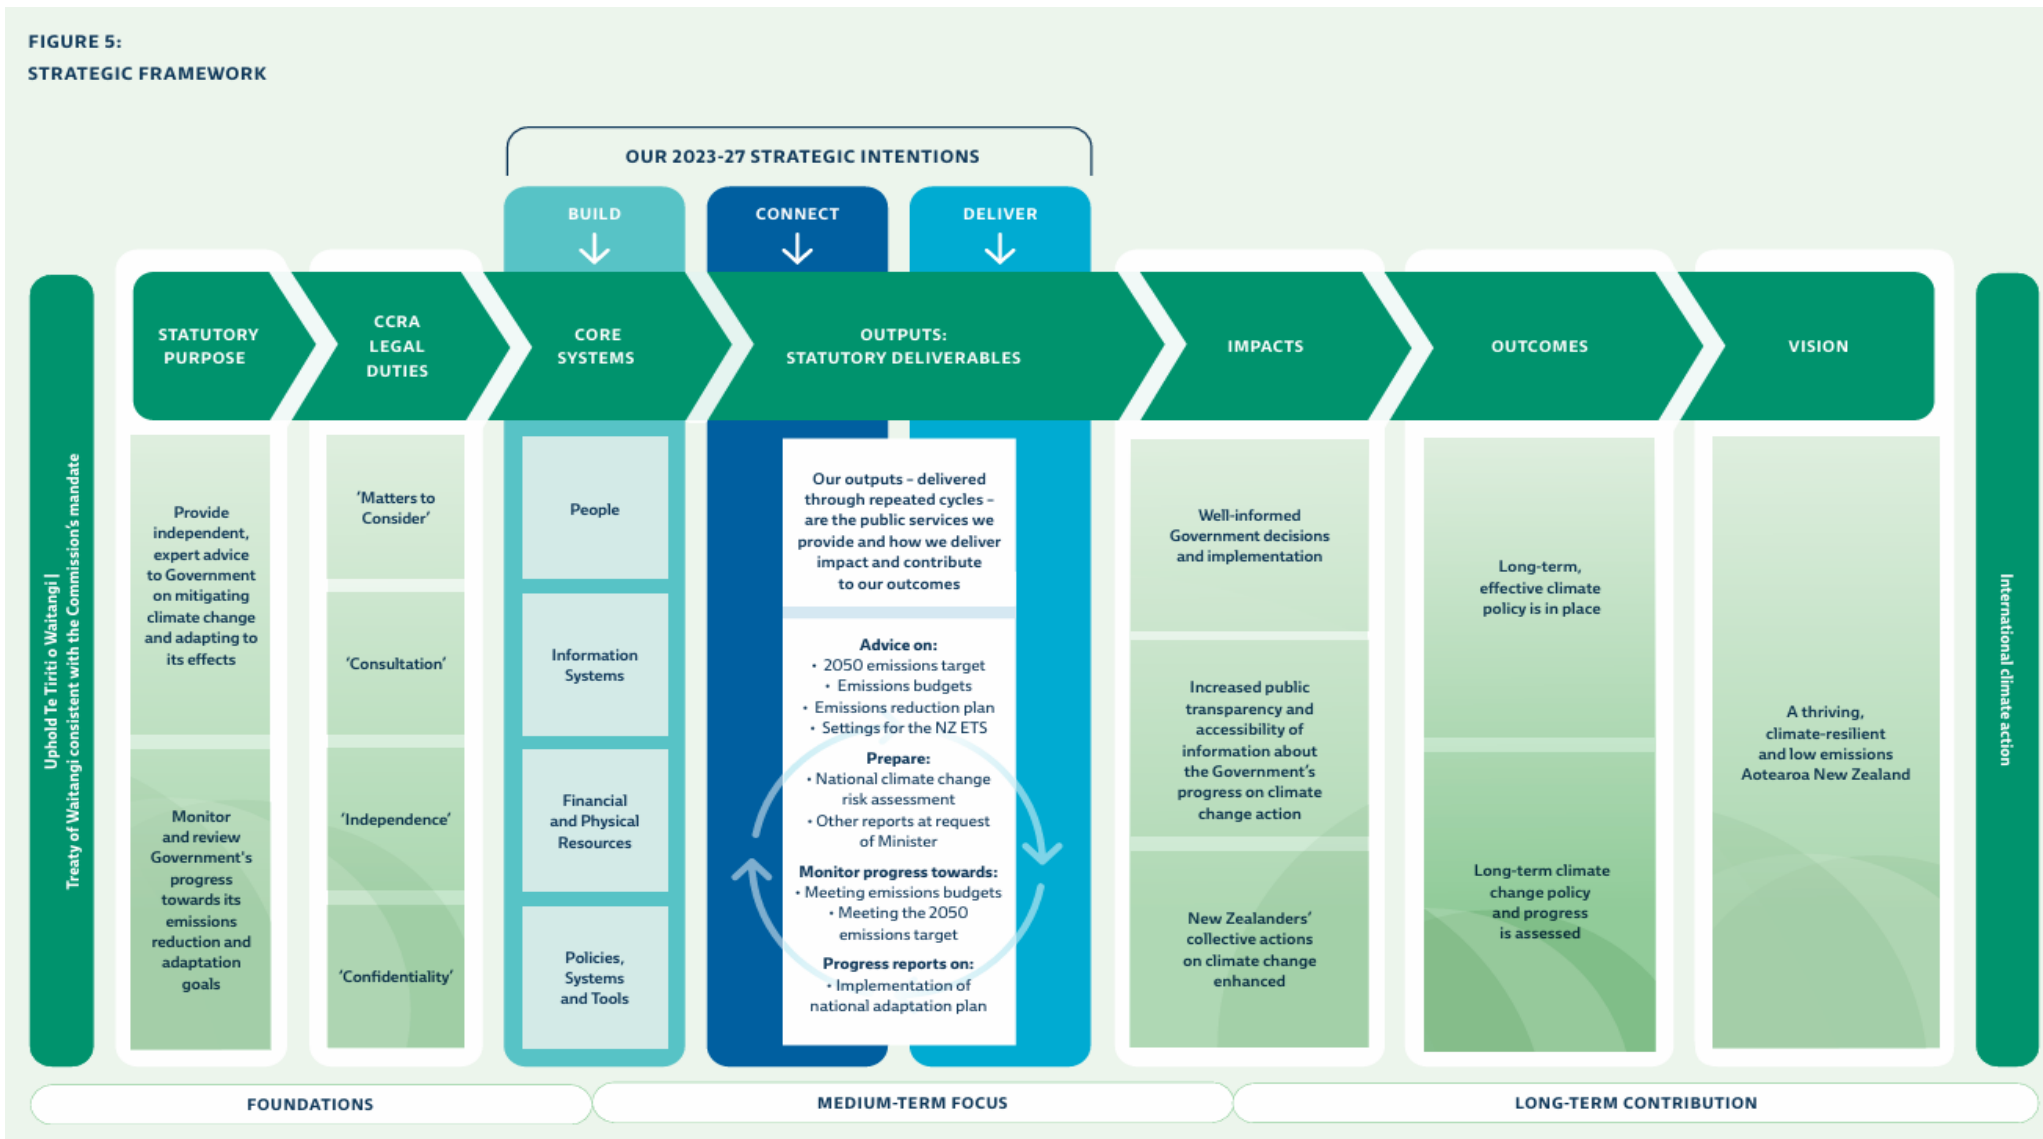 FIGURE 5:
STRATEGIC FRAMEWORK
OUR 2023-27 STRATEGIC INTENTIONS
BUILD
CONNECT
DELIVER
Uphold Te Tiriti o Waitangi |
Treaty of Waitangi consistent with the Commission's mandate
STATUTORY
PURPOSE
CCRA
LEGAL
DUTIES
CORE
SYSTEMS
OUTPUTS:
STATUTORY DELIVERABLES
IMPACTS
OUTCOMES
VISION
Provide
independent,
expert advice
to Government
on mitigating
climate change
and adapting to
its effects
Monitor
and review
Government's
progress
towards its
emissions
reduction and
adaptation
goals
'Matters to
Consider'
'Consultation'
'Independence'
'Confidentiality'
People
Information
Systems
Financial
and Physical
Resources
Policies,
Systems
and Tools
Our outputs – delivered
through repeated cycles –
are the public services we
provide and how we deliver
impact and contribute
to our outcomes
Advice on:
• 2050 emissions target
• Emissions budgets
• Emissions reduction plan
• Settings for the NZ ETS
Prepare:
• National climate change
risk assessment
• Other reports at request
of Minister
Monitor progress towards:
• Meeting emissions budgets
• Meeting the 2050
emissions target
Progress reports on:
• Implementation of
national adaptation plan
Well-informed
Government decisions
and implementation
Increased public
transparency and
accessibility of
information about
the Government's
progress on climate
change action
New Zealanders'
collective actions
on climate change
enhanced
Long-term,
effective climate
policy is in place
Long-term climate
change policy
and progress
is assessed
A thriving,
climate-resilient
and low emissions
Aotearoa New Zealand
International climate action
FOUNDATIONS
MEDIUM-TERM FOCUS
LONG-TERM CONTRIBUTION